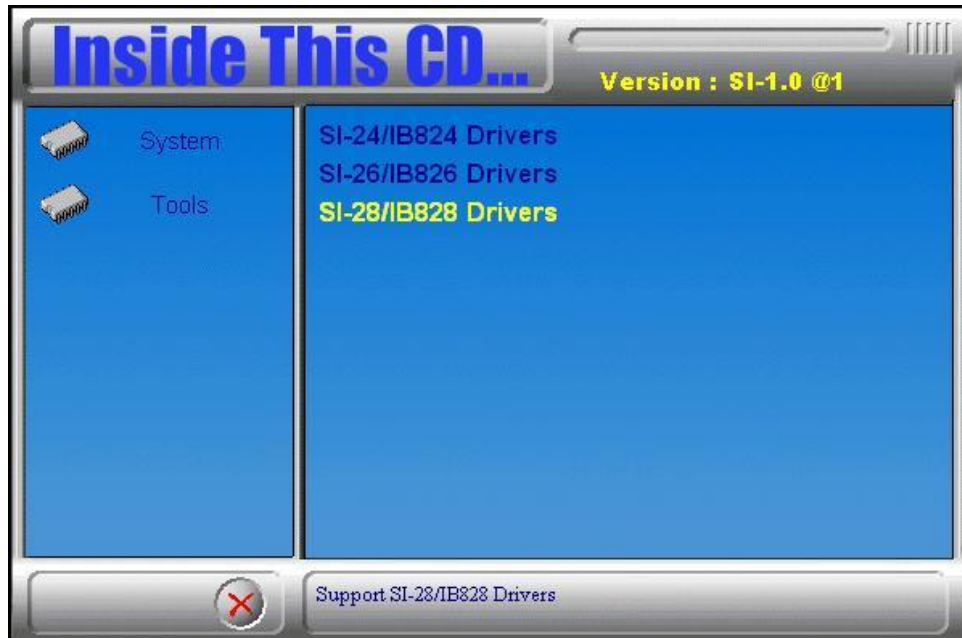 Inside This CD...
Version : SI-1.0 @1
System
Tools
SI-24/IB824 Drivers
SI-26/IB826 Drivers
SI-28/IB828 Drivers
Support SI-28/IB828 Drivers